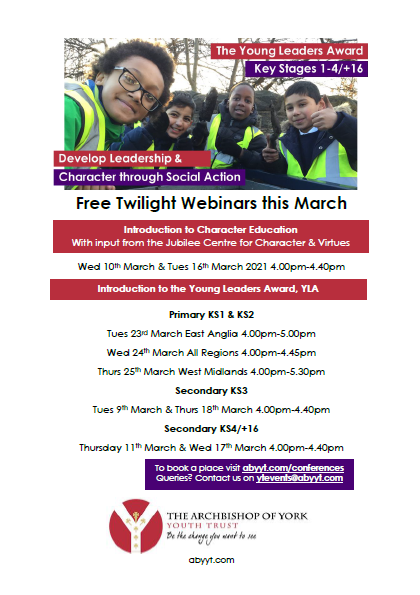 The Young Leaders Award
Key Stages 1-4/+16
Develop Leadership &
Character through Social Action
Free Twilight Webinars this March
Introduction to Character Education
With input from the Jubilee Centre for Character & Virtues
Wed 10th March & Tues 16th March 2021 4.00pm-4.40pm
Introduction to the Young Leaders Award, YLA
Primary KS1 & KS2
Tues 23rd March East Anglia 4.00pm-5.00pm
Wed 24th March All Regions 4.00pm-4.45pm
Thurs 25th March West Midlands 4.00pm-5.30pm
Secondary KS3
Tues 9th March & Thurs 18th March 4.00pm-4.40pm
Secondary KS4/+16
Thursday 11th March & Wed 17th March 4.00pm-4.40pm
To book a place visit abyyt.com/conferences
Queries? Contact us on ytevents@abyyt.com
THE ARCHBISHOP OF YORK
YOUTH TRUST
Be the change you want to see
abyyt.com